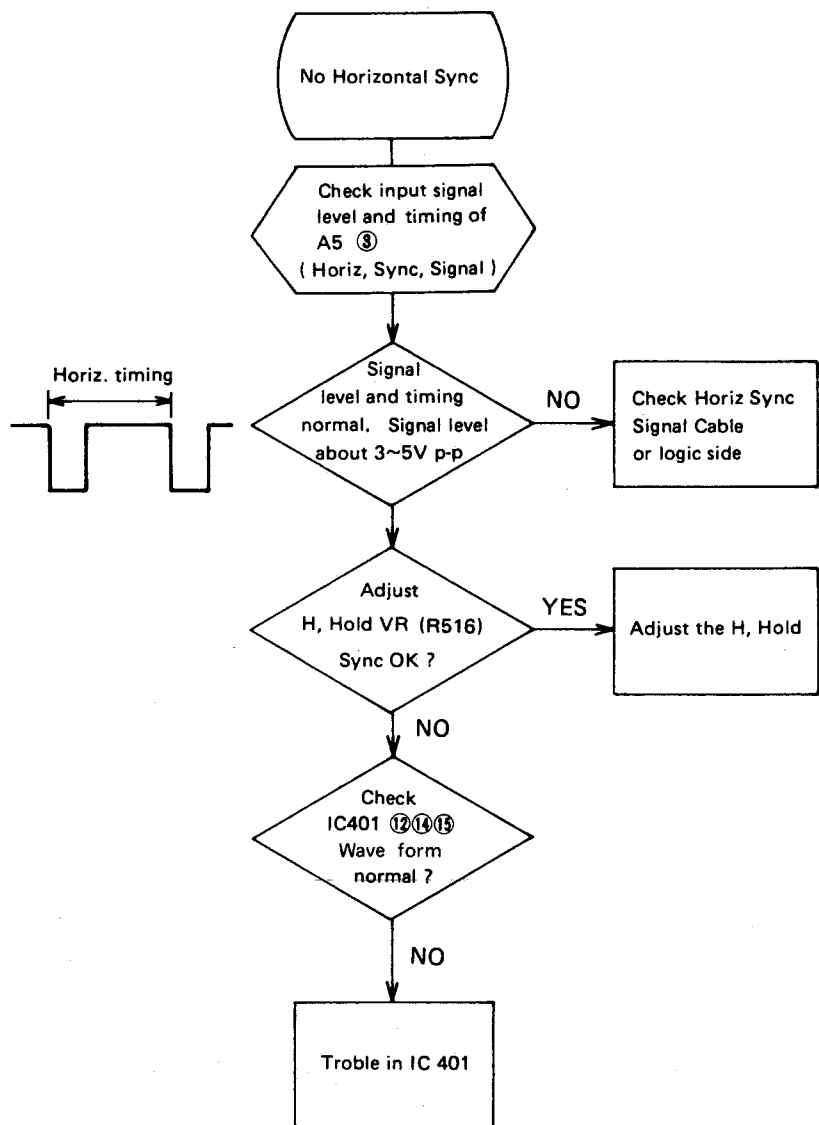 No Horizontal Sync
Check input signal
level and timing of
A5 ③
( Horiz, Sync, Signal )
Horiz. timing
Signal
level and timing
normal. Signal level
about 3~5V p-p
NO
Check Horiz Sync
Signal Cable
or logic side
Adjust
H, Hold VR (R516)
Sync OK ?
YES
Adjust the H, Hold
NO
Check
IC401 ⑫⑭⑮
Wave form
normal ?
NO
Troble in IC 401